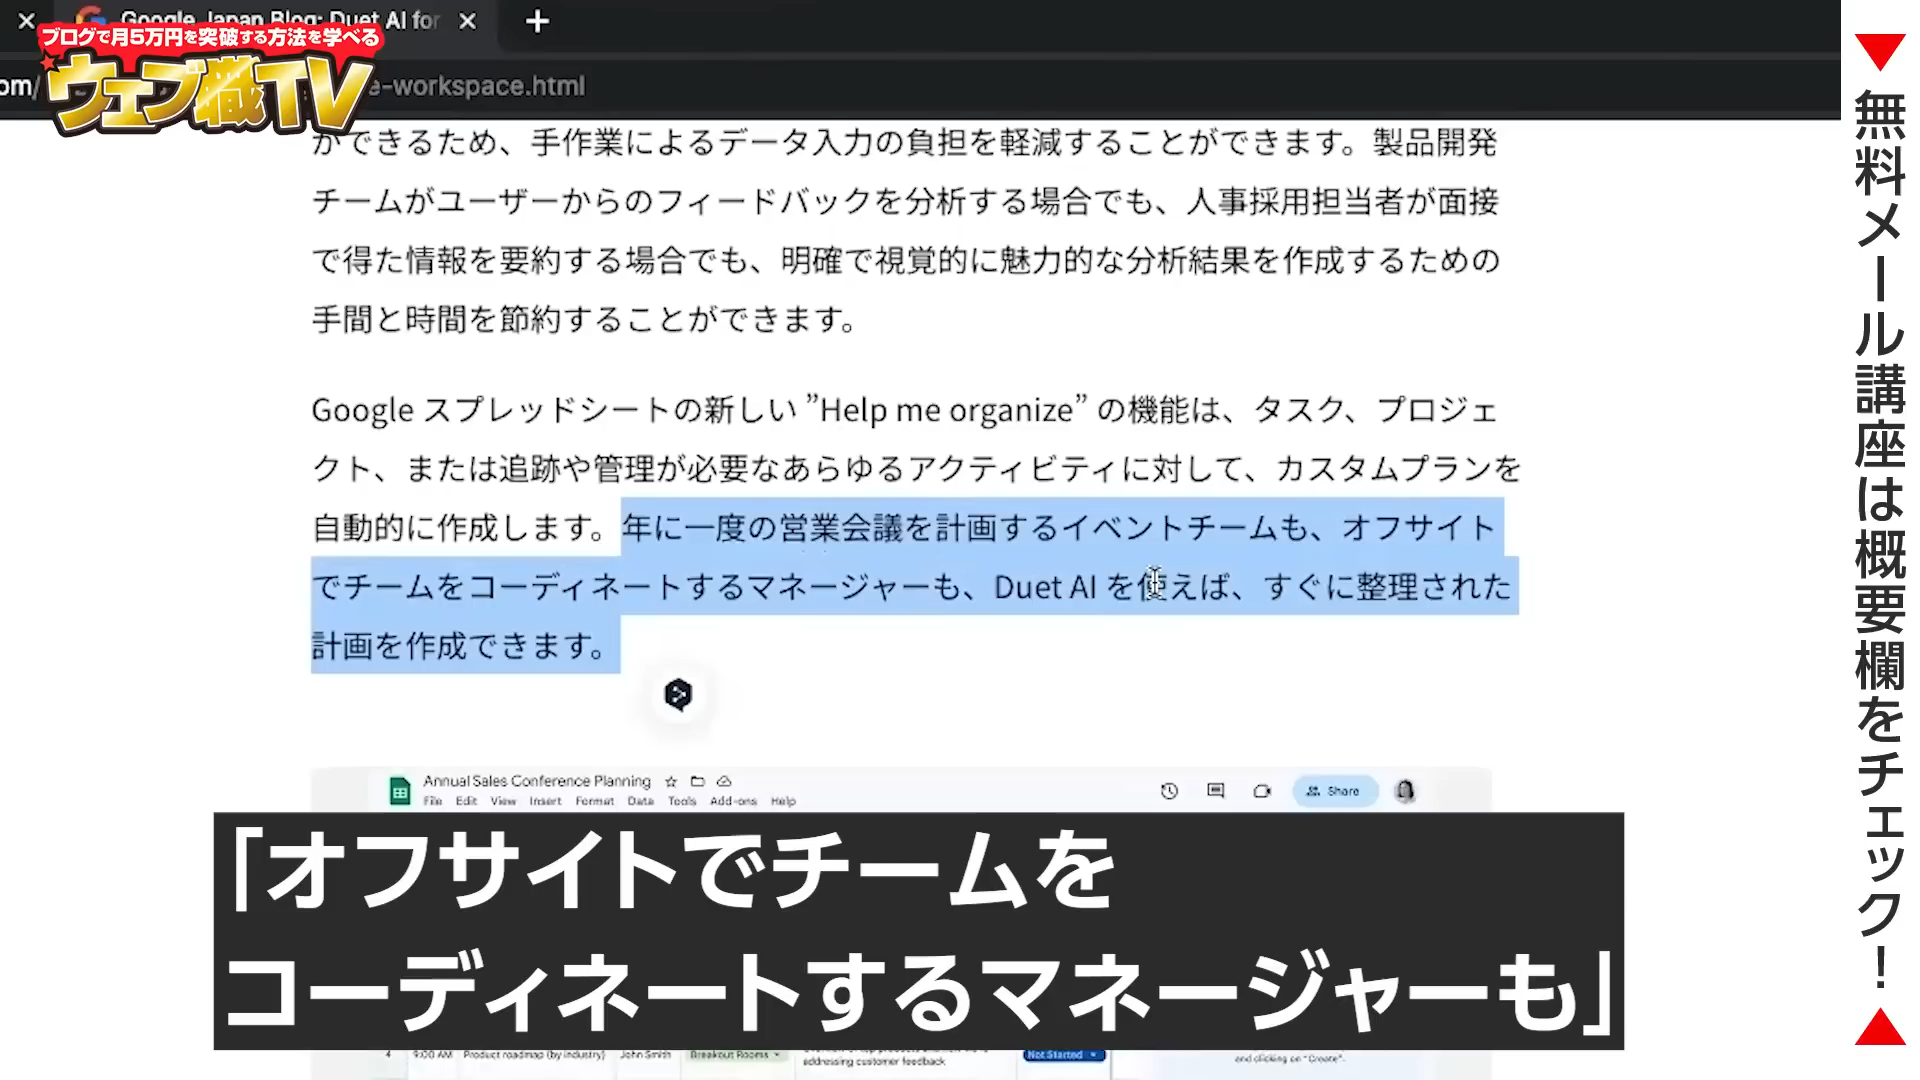 Google Japan Blog: Duet AI for
ブログで月5万円を突破する方法を学べる
ウェブ職TV
om/
e-workspace.html
ができるため、手作業によるデータ入力の負担を軽減することができます。製品開発
チームがユーザーからのフィードバックを分析する場合でも、人事採用担当者が面接
で得た情報を要約する場合でも、明確で視覚的に魅力的な分析結果を作成するための
手間と時間を節約することができます。
Google スプレッドシートの新しい ”Help me organize” の機能は、タスク、プロジェ
クト、または追跡や管理が必要なあらゆるアクティビティに対して、カスタムプランを
自動的に作成します。年に一度の営業会議を計画するイベントチームも、オフサイト
でチームをコーディネートするマネージャーも、Duet AI を使えば、すぐに整理された
計画を作成できます。
Annual Sales Conference Planning
File Edit View Insert Format Data Tools Add-ons Help
Share
「オフサイトでチームを
コーディネートするマネージャーも」
4 9:00 AM Product roadmap (by industry) John Smith Breakout Rooms
addressing customer feedback
Not Started
and clicking on "Create".
▼無料メール講座は概要欄をチェック！▲